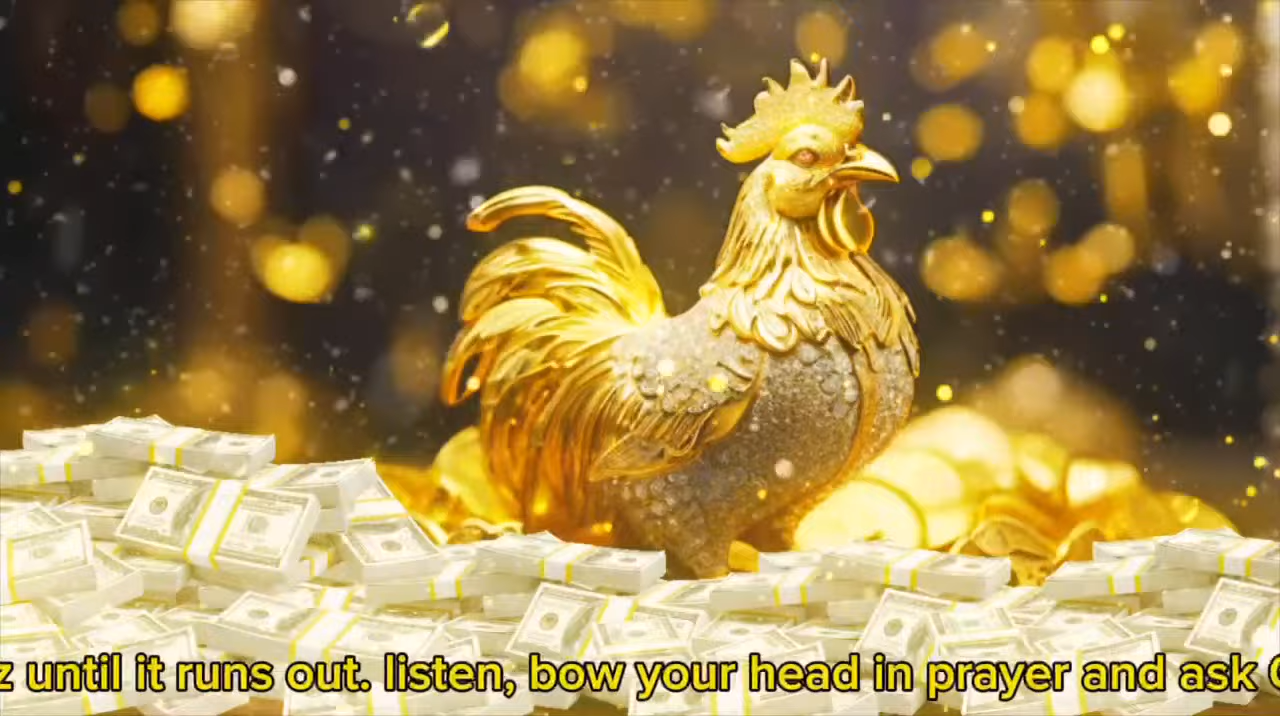 z until it runs out. listen, bow your head in prayer and ask